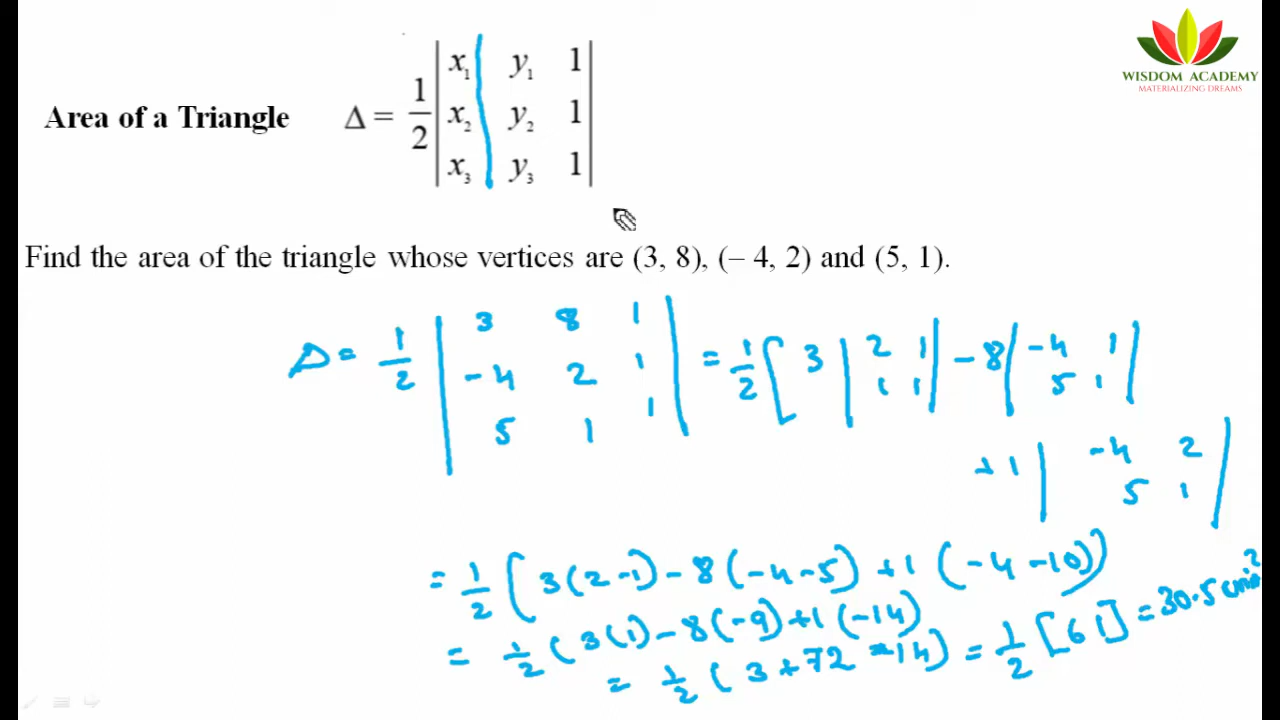 WISDOM ACADEMY
MATERIALIZING DREAMS
Area of a Triangle Δ = 1/2 | x₁ y₁ 1 |
| x₂ y₂ 1 |
| x₃ y₃ 1 |
Find the area of the triangle whose vertices are (3, 8), (– 4, 2) and (5, 1).
Δ = 1/2 | 3 8 1 |
| -4 2 1 |
| 5 1 1 |
= 1/2 [ 3 | 2 1 | - 8 | -4 1 |
| 1 1 | | 5 1 |
+1 | -4 2 |
| 5 1 |
= 1/2 ( 3(2-1) - 8(-4-5) +1 (-4-10))
= 1/2 ( 3(1) - 8(-9) +1(-14)
= 1/2 ( 3+72 -14) = 1/2 [61] = 30.5